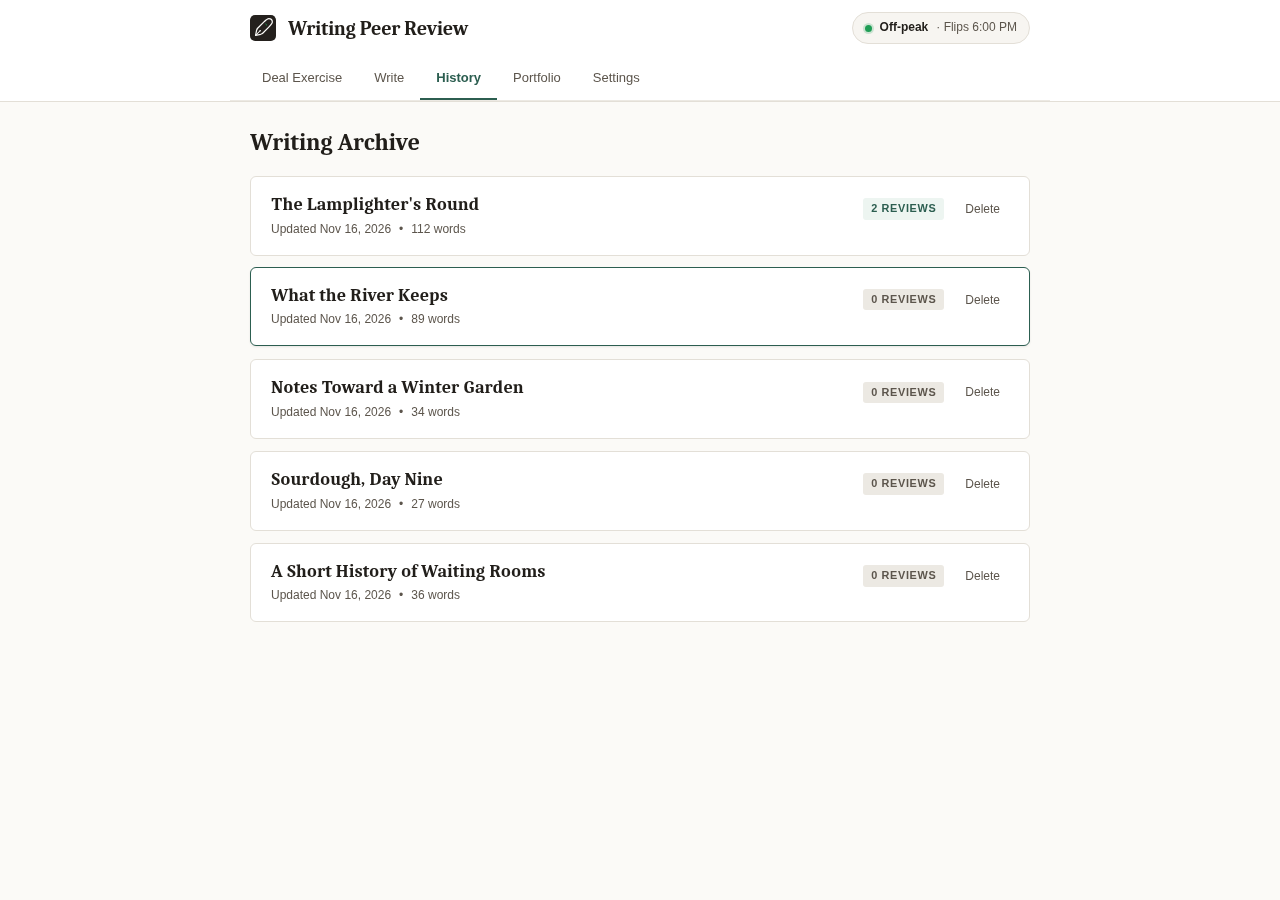 Writing Peer Review
Off-peak · Flips 6:00 PM
Deal Exercise Write History Portfolio Settings
Writing Archive
The Lamplighter's Round
2 REVIEWS Delete
Updated Nov 16, 2026 • 112 words
What the River Keeps
0 REVIEWS Delete
Updated Nov 16, 2026 • 89 words
Notes Toward a Winter Garden
0 REVIEWS Delete
Updated Nov 16, 2026 • 34 words
Sourdough, Day Nine
0 REVIEWS Delete
Updated Nov 16, 2026 • 27 words
A Short History of Waiting Rooms
0 REVIEWS Delete
Updated Nov 16, 2026 • 36 words